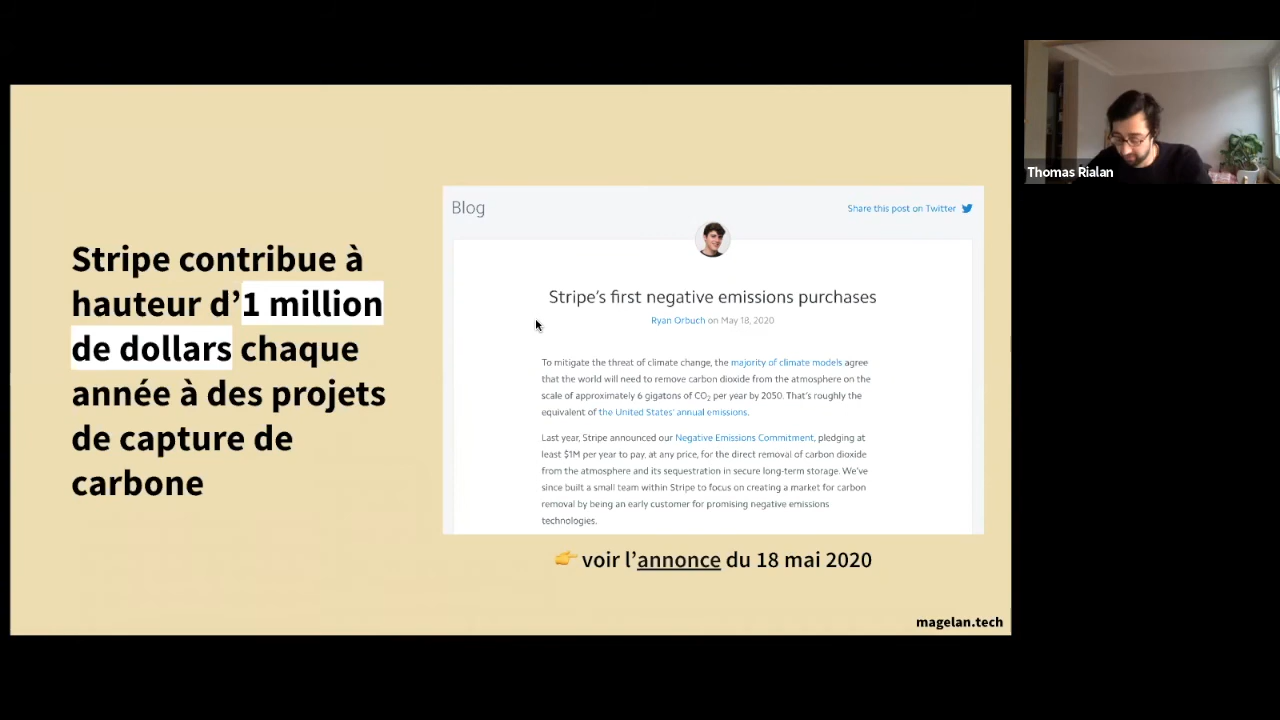 Thomas Rialan
Stripe contribue à
hauteur d’1 million
de dollars chaque
année à des projets
de capture de
carbone
Blog
Share this post on Twitter
Stripe’s first negative emissions purchases
Ryan Orbuch on May 18, 2020
To mitigate the threat of climate change, the majority of climate models agree
that the world will need to remove carbon dioxide from the atmosphere on the
scale of approximately 6 gigatons of CO₂ per year by 2050. That’s roughly the
equivalent of the United States’ annual emissions.
Last year, Stripe announced our Negative Emissions Commitment, pledging at
least $1M per year to pay, at any price, for the direct removal of carbon dioxide
from the atmosphere and its sequestration in secure long-term storage. We’ve
since built a small team within Stripe to focus on creating a market for carbon
removal by being an early customer for promising negative emissions
technologies.
👉 voir l’annonce du 18 mai 2020
magelan.tech